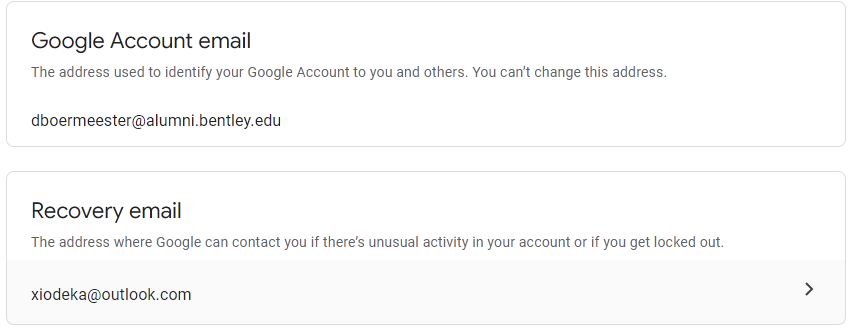 Google Account email
The address used to identify your Google Account to you and others. You can’t change this address.
dboermeester@alumni.bentley.edu
Recovery email
The address where Google can contact you if there’s unusual activity in your account or if you get locked out.
xiodeka@outlook.com